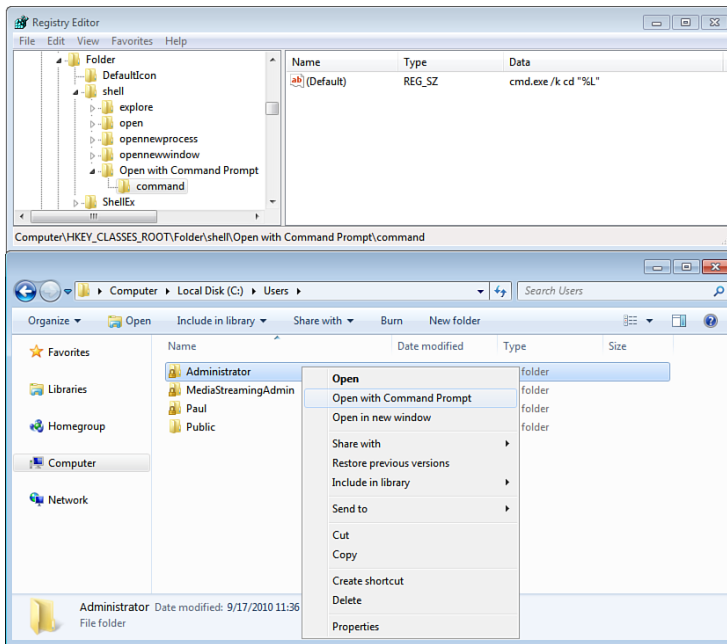 Registry Editor
File Edit View Favorites Help
Folder
DefaultIcon
shell
explore
open
opennewprocess
opennewwindow
Open with Command Prompt
command
ShellEx
Name Type Data
ab (Default) REG_SZ cmd.exe /k cd "%L"
Computer\HKEY_CLASSES_ROOT\Folder\shell\Open with Command Prompt\command
Computer Local Disk (C:) Users
Search Users
Organize Open Include in library Share with Burn New folder
Favorites
Libraries
Homegroup
Computer
Network
Name Date modified Type Size
Administrator folder
MediaStreamingAdmin folder
Paul folder
Public folder
Open
Open with Command Prompt
Open in new window
Share with
Restore previous versions
Include in library
Send to
Cut
Copy
Create shortcut
Delete
Properties
Administrator Date modified: 9/17/2010 11:36
File folder